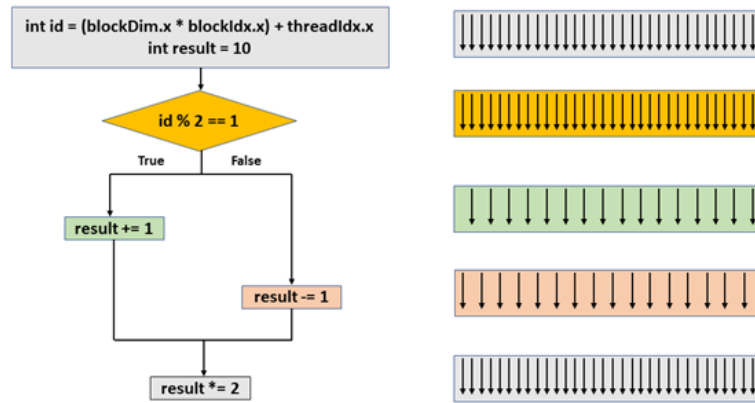 int id = (blockDim.x * blockIdx.x) + threadIdx.x
int result = 10
id % 2 == 1
True
False
result += 1
result -= 1
result *= 2